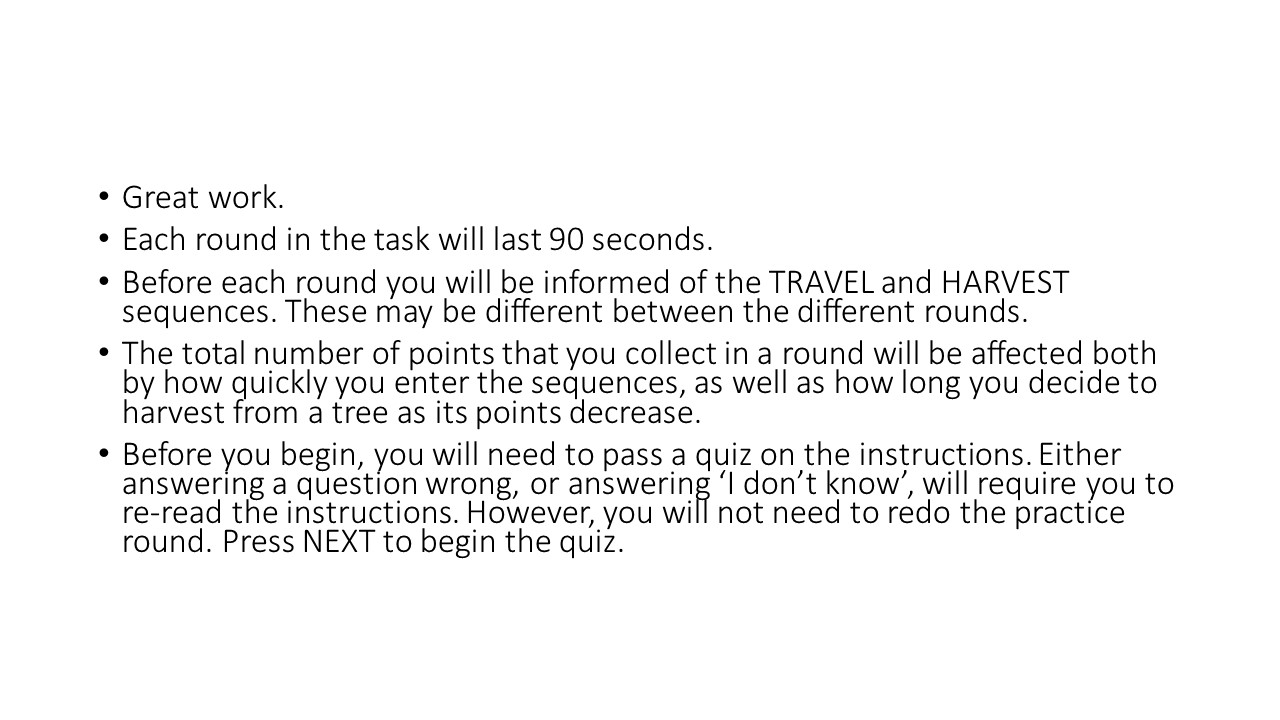 • Great work.
• Each round in the task will last 90 seconds.
• Before each round you will be informed of the TRAVEL and HARVEST
sequences. These may be different between the different rounds.
• The total number of points that you collect in a round will be affected both
by how quickly you enter the sequences, as well as how long you decide to
harvest from a tree as its points decrease.
• Before you begin, you will need to pass a quiz on the instructions. Either
answering a question wrong, or answering ‘I don’t know’, will require you to
re-read the instructions. However, you will not need to redo the practice
round. Press NEXT to begin the quiz.